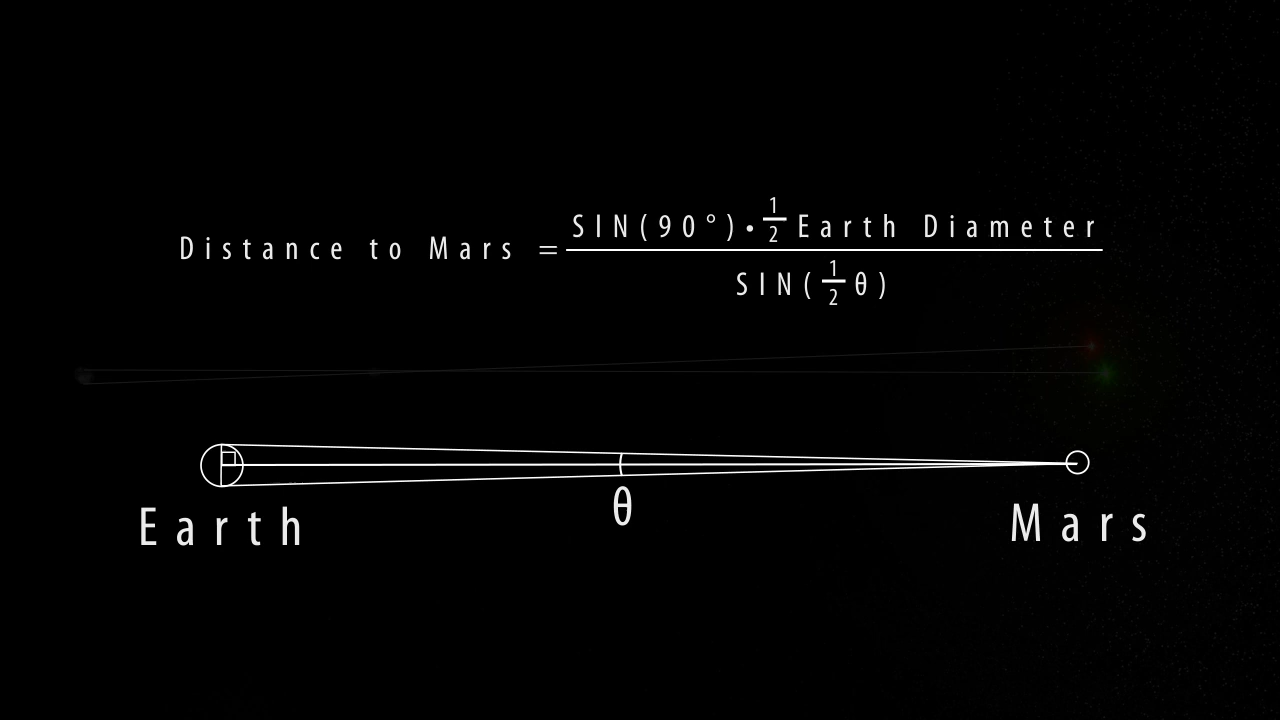 Distance to Mars = SIN(90°)•1/2 Earth Diameter
SIN(1/2 θ)
θ
Earth
Mars